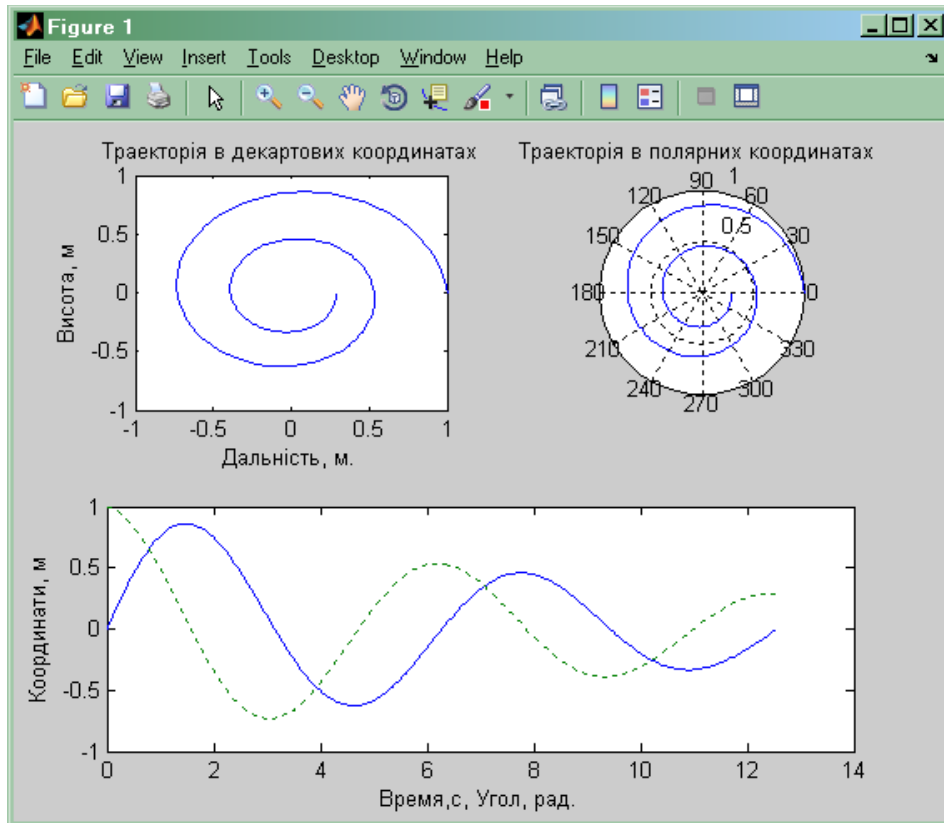 Figure 1
File Edit View Insert Tools Desktop Window Help
Траекторія в декартових координатах
1
0.5
0
-0.5
-1
-1 -0.5 0 0.5 1
Висота, м
Дальність, м.
Траекторія в полярних координатах
90 1
120 60
0.5
150 30
180 0
210 330
240 300
270
1
0.5
0
-0.5
-1
0 2 4 6 8 10 12 14
Координати, м
Время,с, Угол, рад.